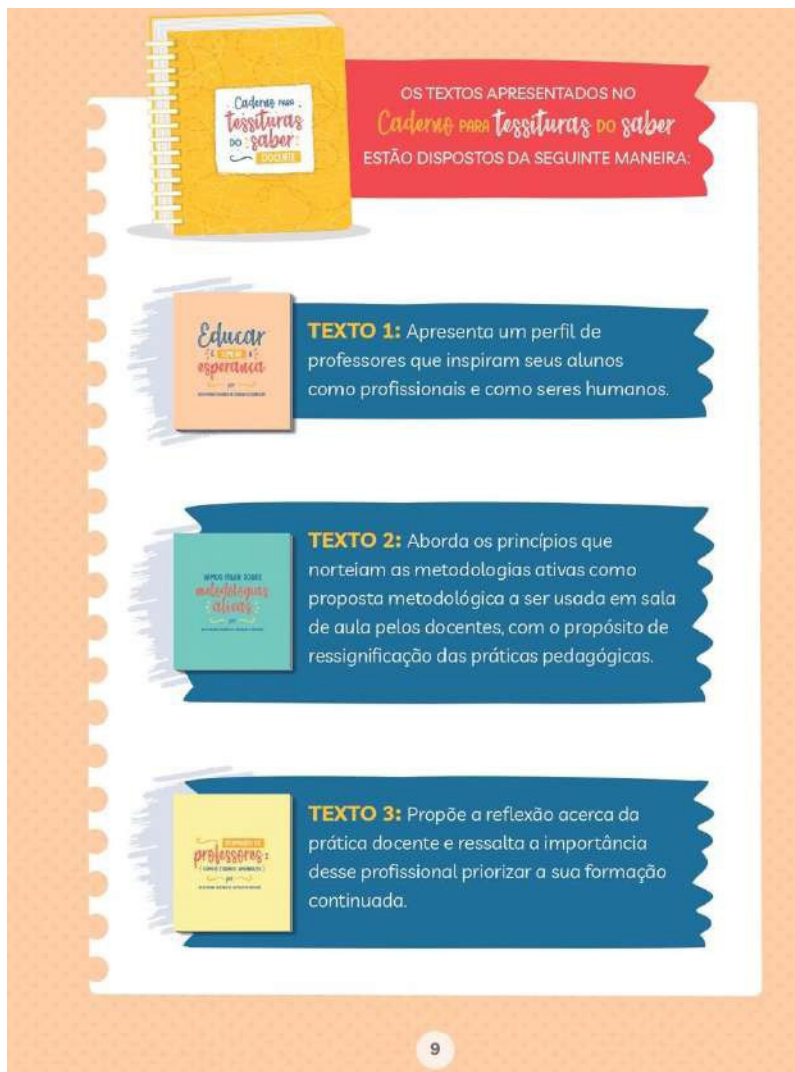 Caderno PARA
tessituras
DO saber
DOCENTE
OS TEXTOS APRESENTADOS NO
Caderno PARA tessituras DO saber
ESTÃO DISPOSTOS DA SEGUINTE MANEIRA:
Educar
esperança
por
TEXTO 1: Apresenta um perfil de
professores que inspiram seus alunos
como profissionais e como seres humanos.
VAMOS FALAR SOBRE
metodologias
ativas
por
TEXTO 2: Aborda os princípios que
norteiam as metodologias ativas como
proposta metodológica a ser usada em sala
de aula pelos docentes, com o propósito de
ressignificação das práticas pedagógicas.
professores:
por
TEXTO 3: Propõe a reflexão acerca da
prática docente e ressalta a importância
desse profissional priorizar a sua formação
continuada.
9